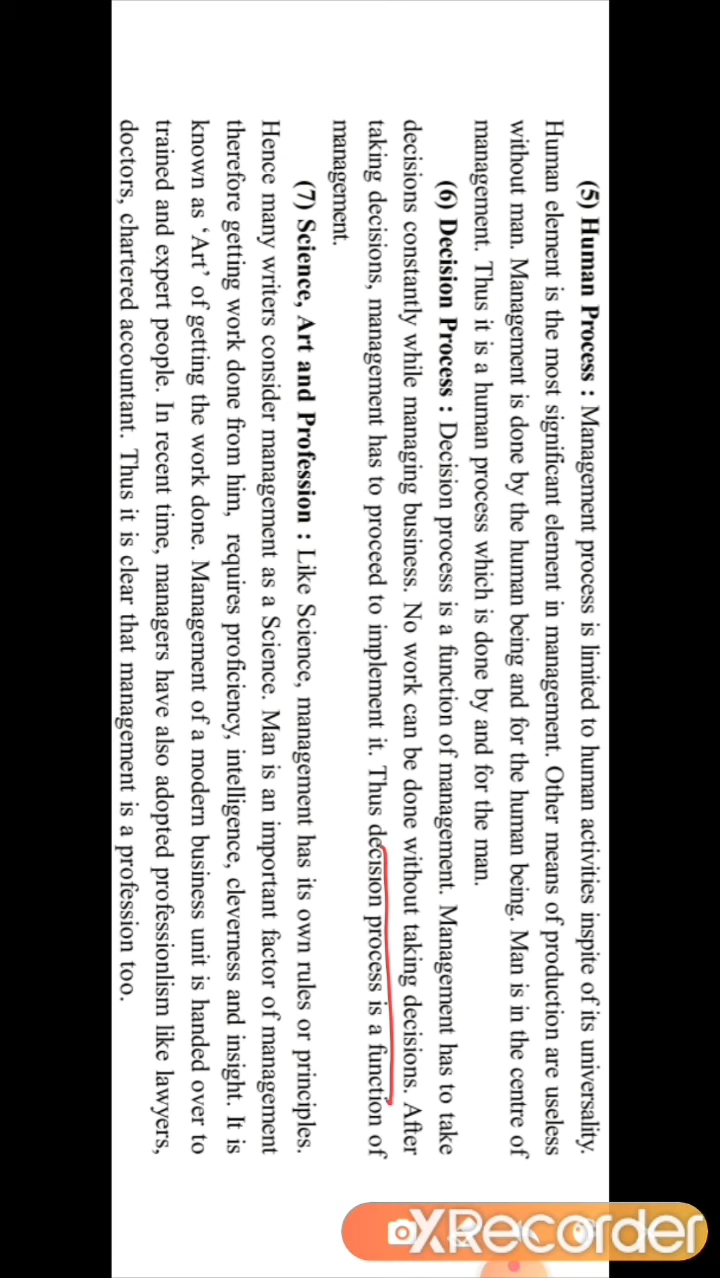 (5) Human Process : Management process is limited to human activities inspite of its universality.
Human element is the most significant element in management. Other means of production are useless
without man. Management is done by the human being and for the human being. Man is in the centre of
management. Thus it is a human process which is done by and for the man.
(6) Decision Process : Decision process is a function of management. Management has to take
decisions constantly while managing business. No work can be done without taking decisions. After
taking decisions, management has to proceed to implement it. Thus decision process is a function of
management.
(7) Science, Art and Profession : Like Science, management has its own rules or principles.
Hence many writers consider management as a Science. Man is an important factor of management
therefore getting work done from him, requires proficiency, intelligence, cleverness and insight. It is
known as ‘Art’ of getting the work done. Management of a modern business unit is handed over to
trained and expert people. In recent time, managers have also adopted professionlism like lawyers,
doctors, chartered accountant. Thus it is clear that management is a profession too.
XRecorder